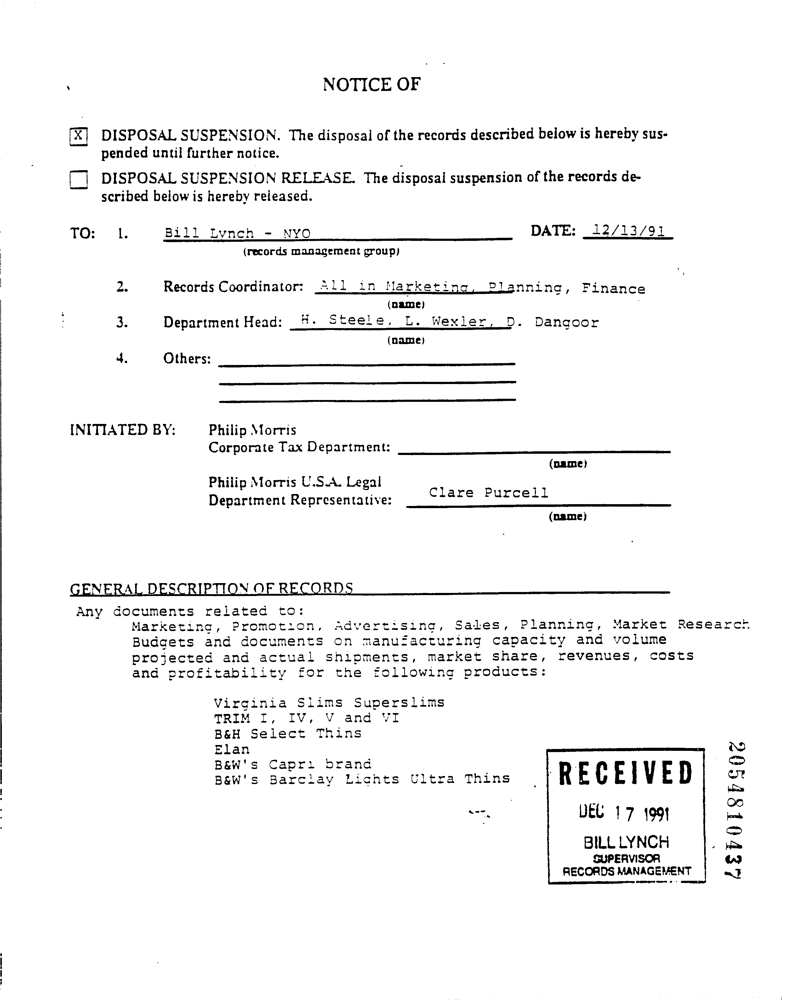 NOTICE OF
X DISPOSAL SUSPENSION. The disposal of the records described below is hereby sus-
pended until further notice.
DISPOSAL SUSPENSION RELEASE. The disposal suspension of the records de-
scribed below is hereby released.
TO: 1. Bill Lynch - NYO DATE: 12/13/91
(records management group)
2. Records Coordinator: All in Marketing, Planning, Finance
(name)
3. Department Head: H. Steele, L. Wexler, D. Dangoor
(name)
4. Others:
INITIATED BY: Philip Morris
Corporate Tax Department:
(name)
Philip Morris U.S.A. Legal
Department Representative: Clare Purcell
(name)
GENERAL DESCRIPTION OF RECORDS
Any documents related to:
Marketing, Promotion, Advertising, Sales, Planning, Market Research
Budgets and documents on manufacturing capacity and volume
projected and actual shipments, market share, revenues, costs
and profitability for the following products:
Virginia Slims Superslims
TRIM I, IV, V and VI
B&H Select Thins
Elan
B&W's Capri brand
B&W's Barclay Lights Ultra Thins
RECEIVED
DEC 17 1991
BILL LYNCH
SUPERVISOR
RECORDS MANAGEMENT
2054810437